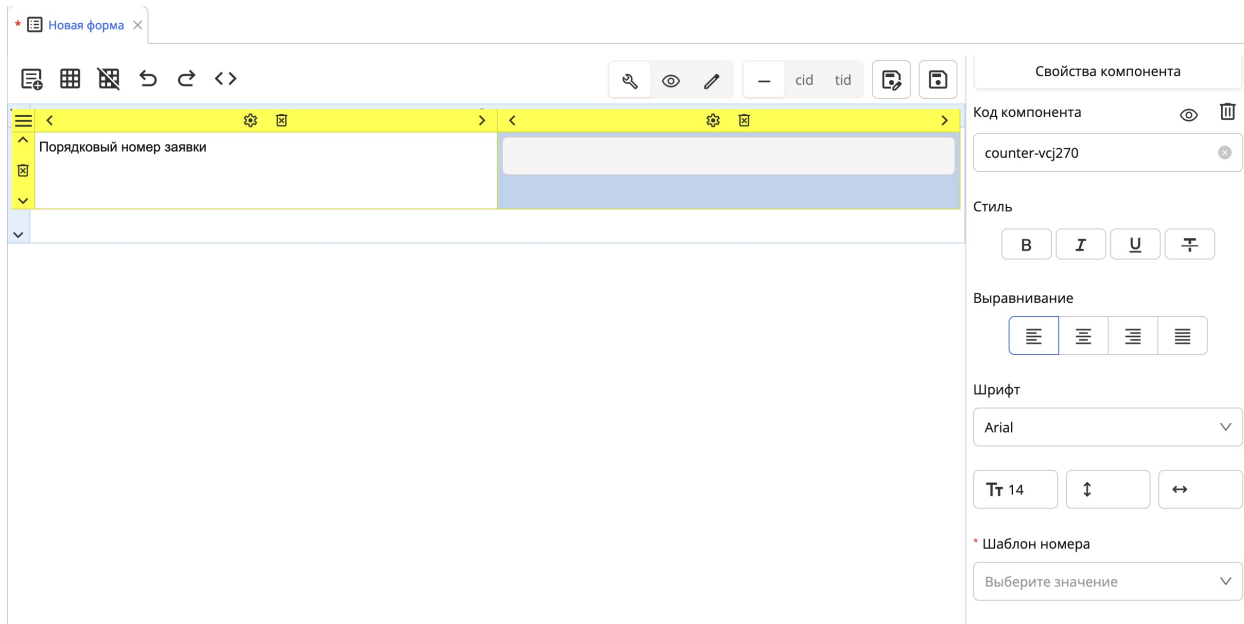 * Новая форма
cid tid
Свойства компонента
Код компонента
counter-vcj270
Порядковый номер заявки
Стиль
B I U T
Выравнивание
Шрифт
Arial
Tт 14
* Шаблон номера
Выберите значение